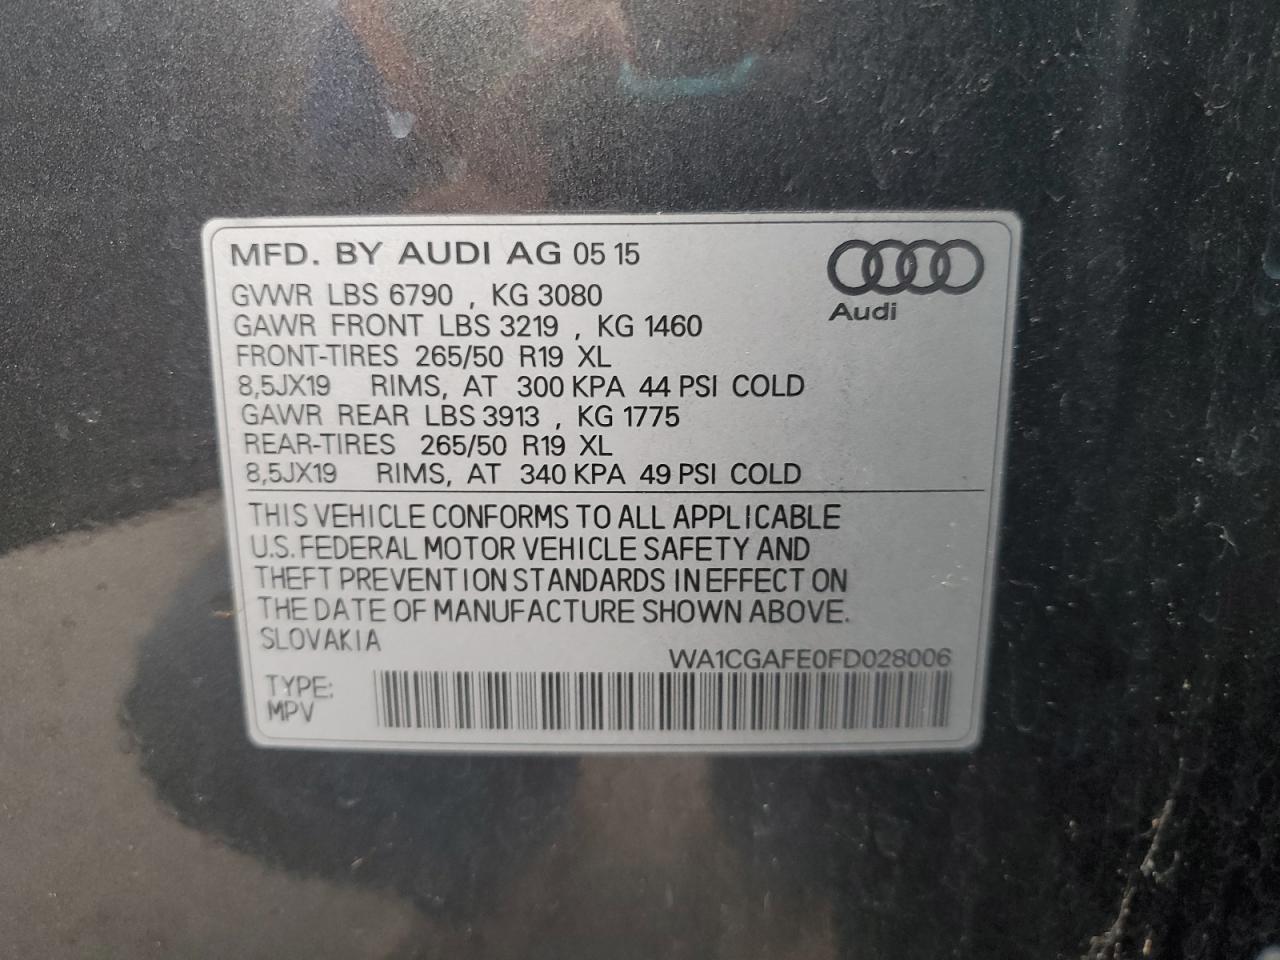 MFD. BY AUDI AG 05 15
Audi
GVWR LBS 6790 , KG 3080
GAWR FRONT LBS 3219 , KG 1460
FRONT-TIRES 265/50 R19 XL
8,5JX19 RIMS, AT 300 KPA 44 PSI COLD
GAWR REAR LBS 3913 , KG 1775
REAR-TIRES 265/50 R19 XL
8,5JX19 RIMS, AT 340 KPA 49 PSI COLD
THIS VEHICLE CONFORMS TO ALL APPLICABLE
U.S. FEDERAL MOTOR VEHICLE SAFETY AND
THEFT PREVENTION STANDARDS IN EFFECT ON
THE DATE OF MANUFACTURE SHOWN ABOVE.
SLOVAKIA
WA1CGAFE0FD028006
TYPE:
MPV